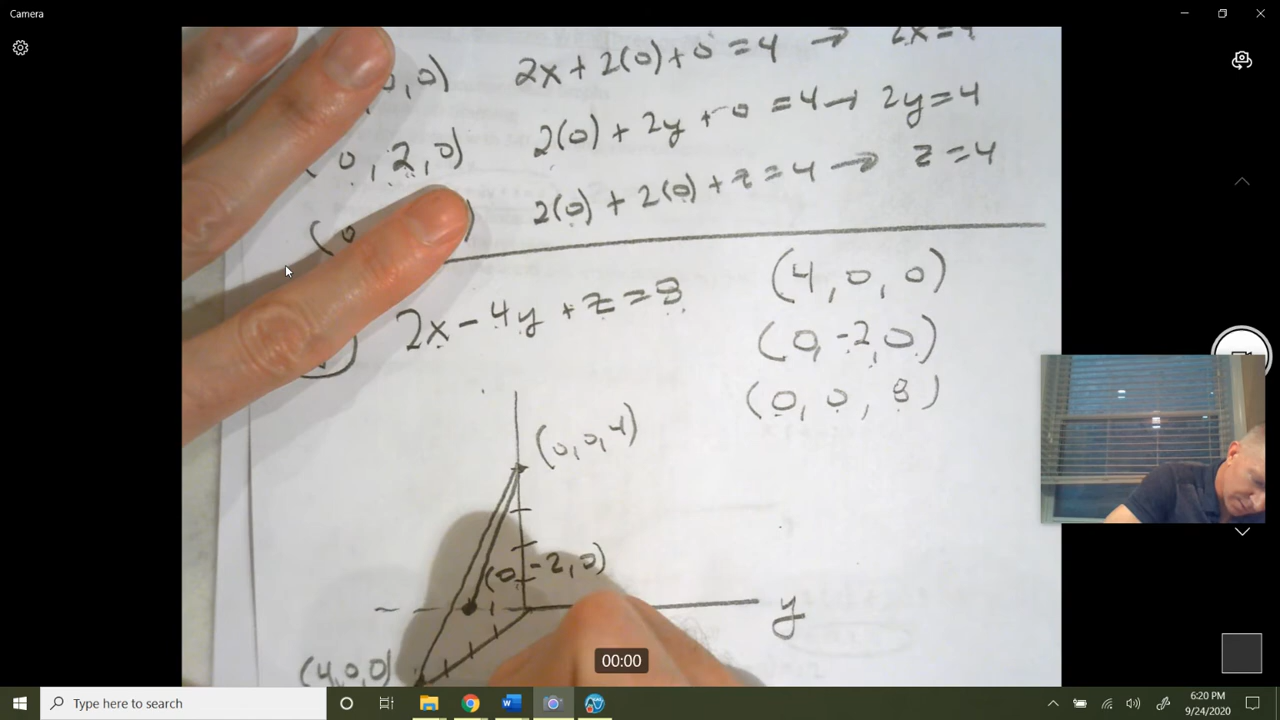 Camera
2x + 2(0) + 0 = 4 → 2x = 4
, 0)
2(0) + 2y + 0 = 4 → 2y = 4
(0, 2, 0)
2(0) + 2(0) + z = 4 → z = 4
(0
2x - 4y + z = 8
(4, 0, 0)
(0, -2, 0)
(0, 0, 8)
(0, 0, 4)
(0, -2, 0)
y
(4, 0, 0)
00:00
Type here to search
6:20 PM
9/24/2020